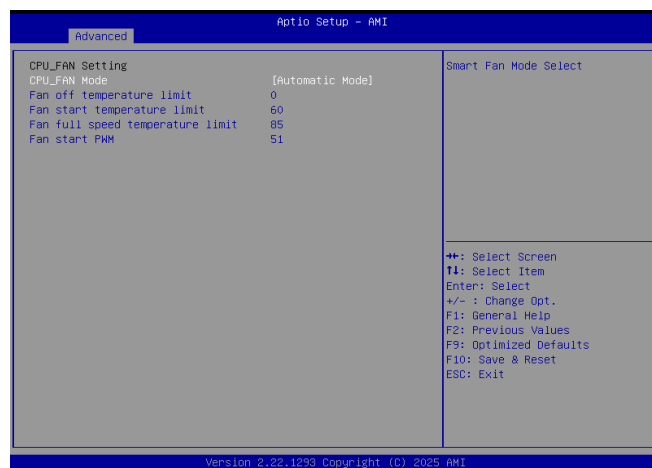 Aptio Setup – AMI
Advanced
CPU_FAN Setting
CPU_FAN Mode [Automatic Mode]
Fan off temperature limit 0
Fan start temperature limit 60
Fan full speed temperature limit 85
Fan start PWM 51
Smart Fan Mode Select
→←: Select Screen
↑↓: Select Item
Enter: Select
+/- : Change Opt.
F1: General Help
F2: Previous Values
F9: Optimized Defaults
F10: Save & Reset
ESC: Exit
Version 2.22.1293 Copyright (C) 2025 AMI